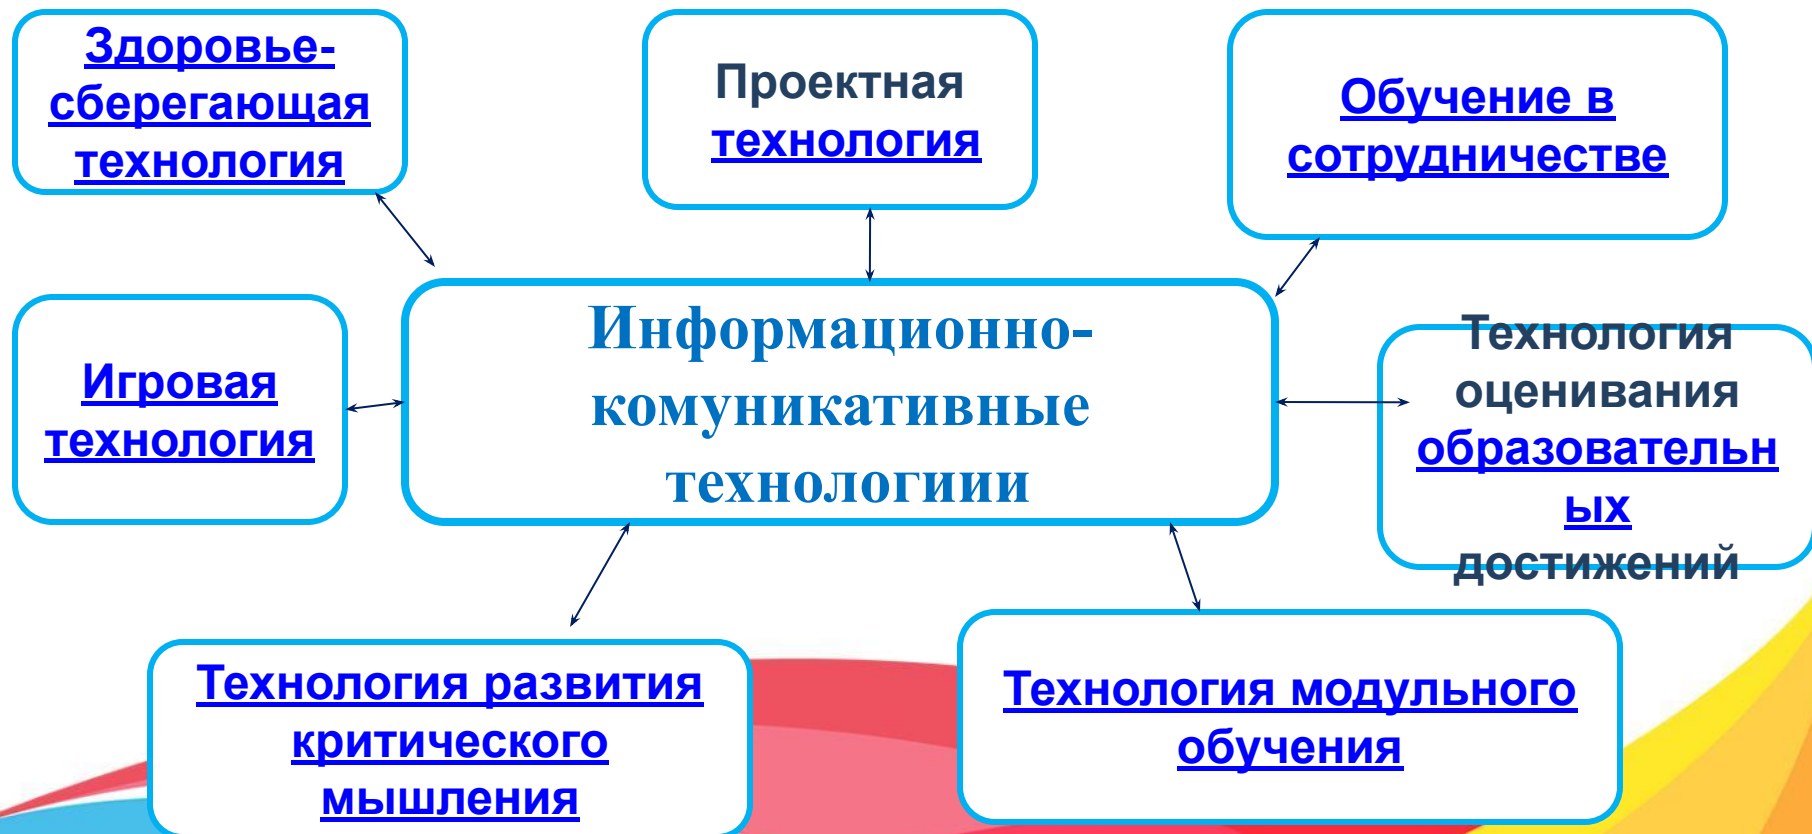 Здоровье-
сберегающая
технология
Проектная
технология
Обучение в
сотрудничестве
Игровая
технология
Информационно-
комуникативные
технологиии
Технология
оценивания
образовательн
ых
достижений
Технология развития
критического
мышления
Технология модульного
обучения